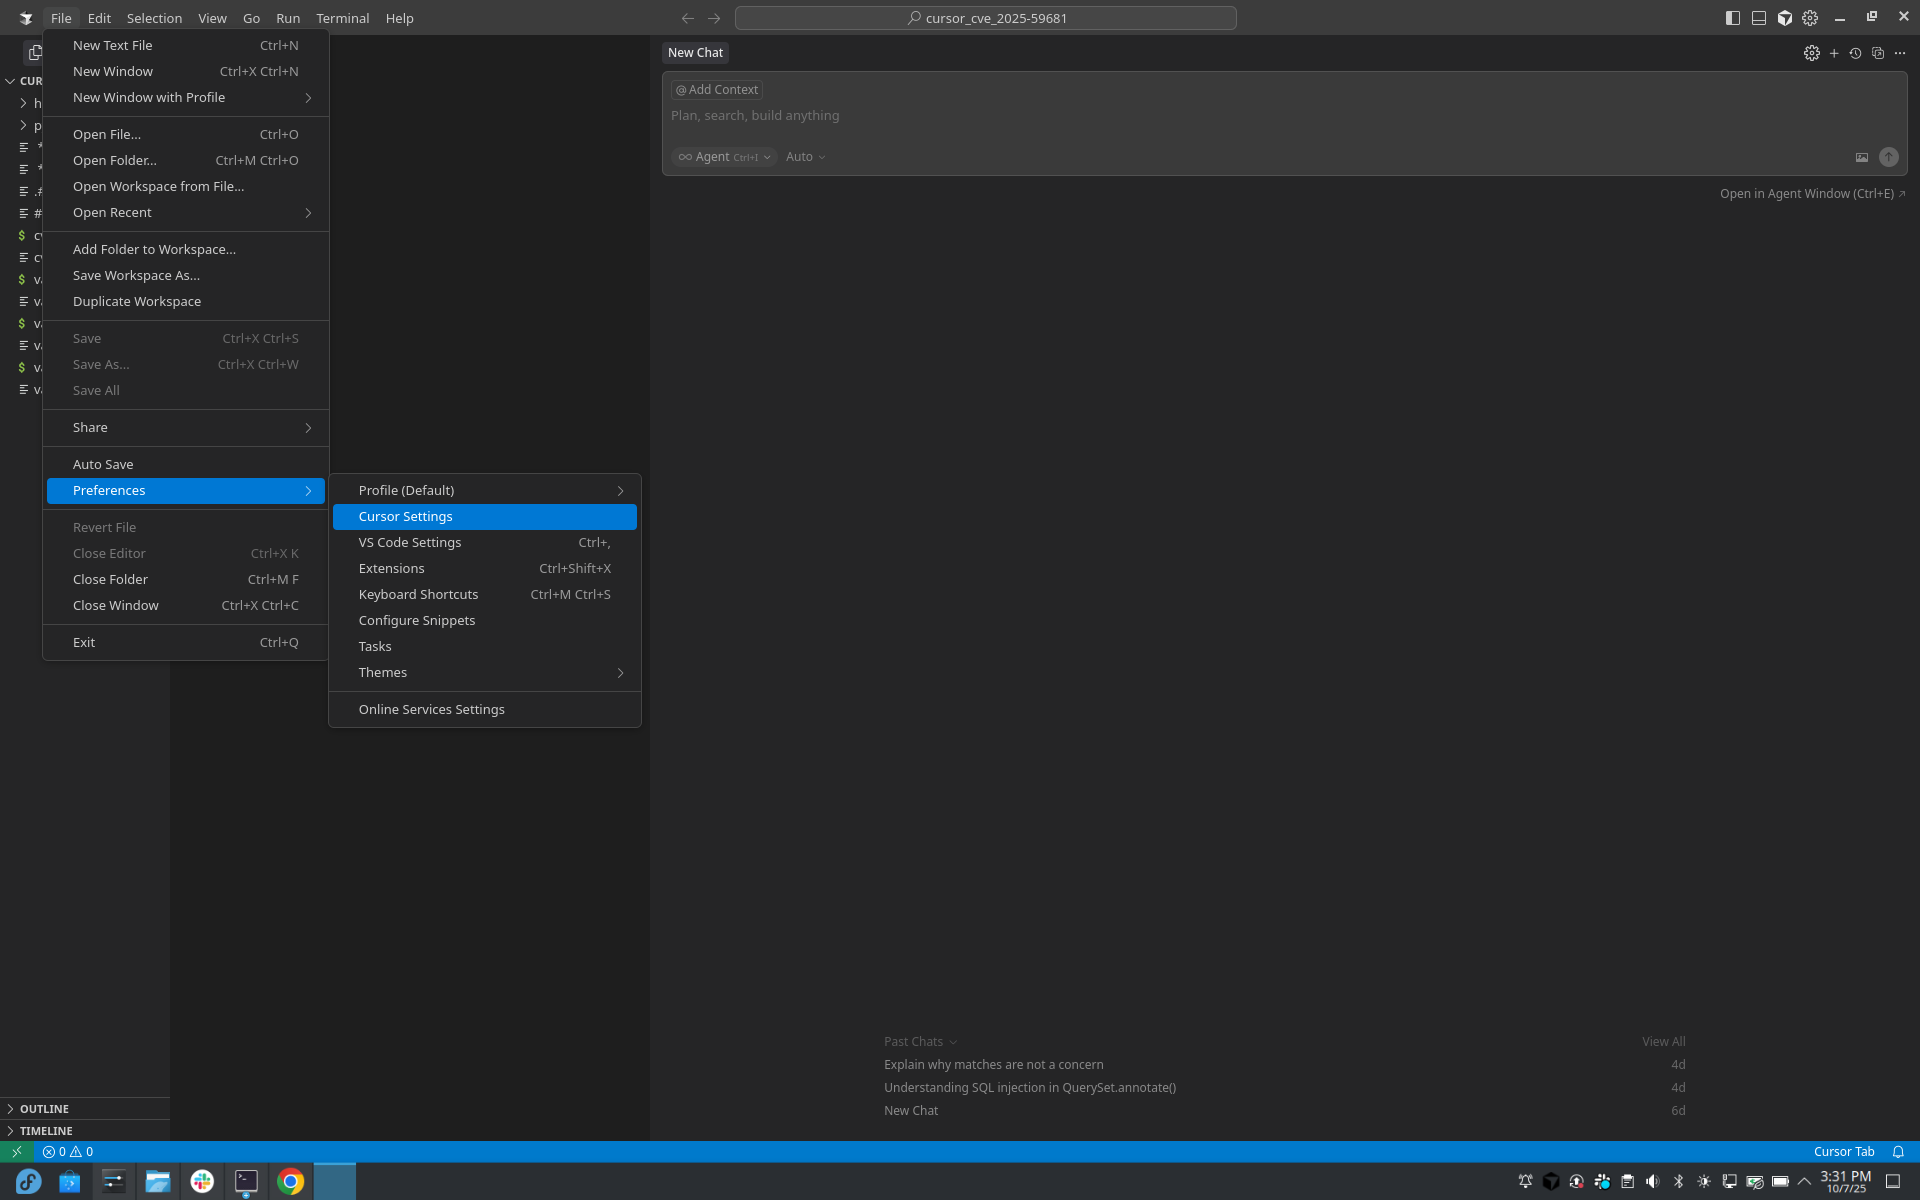 File Edit Selection View Go Run Terminal Help
cursor_cve_2025-59681
New Text File Ctrl+N
New Window Ctrl+X Ctrl+N
New Window with Profile
Open File... Ctrl+O
Open Folder... Ctrl+M Ctrl+O
Open Workspace from File...
Open Recent
Add Folder to Workspace...
Save Workspace As...
Duplicate Workspace
Save Ctrl+X Ctrl+S
Save As... Ctrl+X Ctrl+W
Save All
Share
Auto Save
Preferences
Revert File
Close Editor Ctrl+X K
Close Folder Ctrl+M F
Close Window Ctrl+X Ctrl+C
Exit Ctrl+Q
Profile (Default)
Cursor Settings
VS Code Settings Ctrl+,
Extensions Ctrl+Shift+X
Keyboard Shortcuts Ctrl+M Ctrl+S
Configure Snippets
Tasks
Themes
Online Services Settings
CUR
OUTLINE
TIMELINE
New Chat
@ Add Context
Plan, search, build anything
Agent Ctrl+I Auto
Open in Agent Window (Ctrl+E)
Past Chats View All
Explain why matches are not a concern 4d
Understanding SQL injection in QuerySet.annotate() 4d
New Chat 6d
0 0 Cursor Tab
3:31 PM
10/7/25